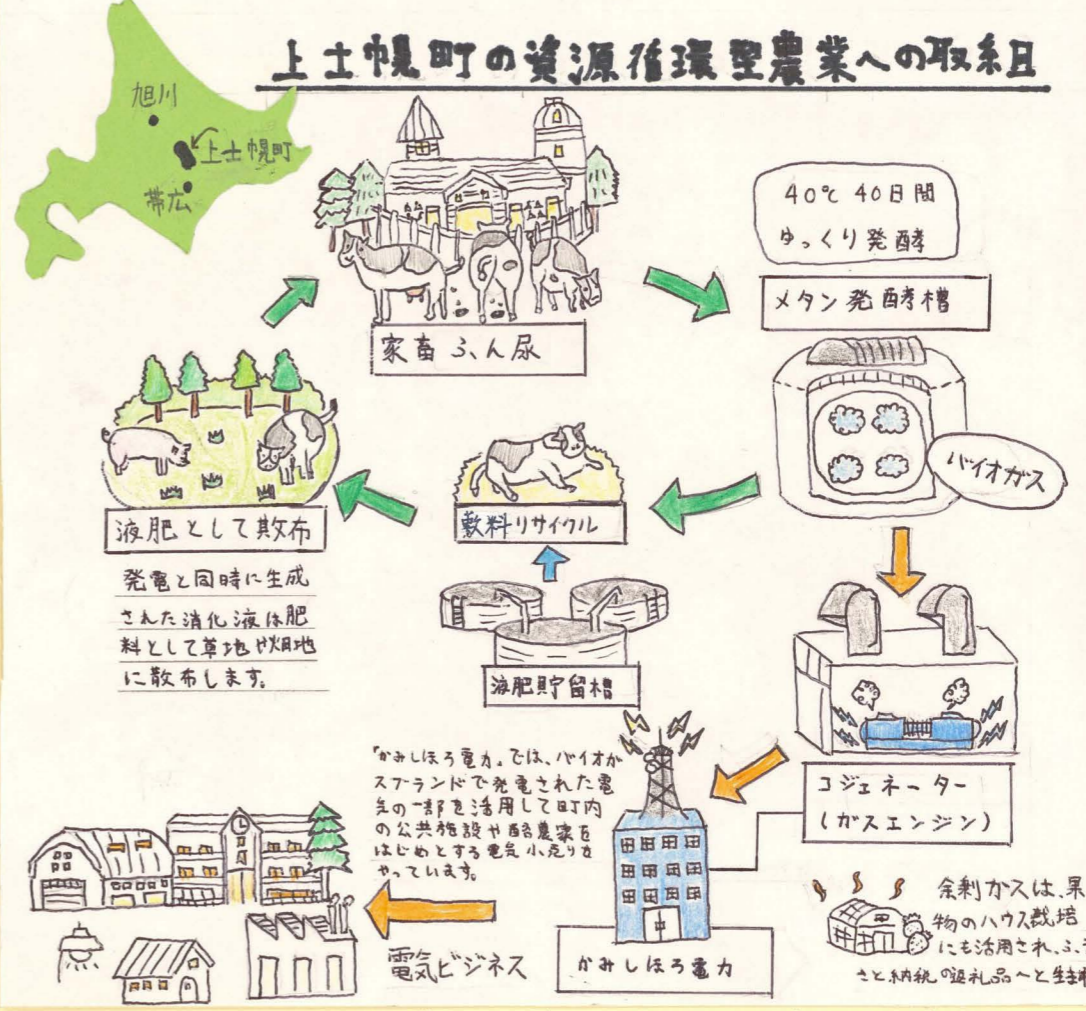 上士幌町の資源循環型農業への取組
旭川
上士幌町
帯広
40℃ 40日間
ゆっくり発酵
メタン発酵槽
家畜ふん尿
バイオガス
敷料リサイクル
液肥として散布
発電と同時に生成
された消化液は肥
料として草地や畑地
に散布します。
液肥貯留槽
コジェネーター
(ガスエンジン)
「かみしほろ電力」では、バイオガ
スプランドで発電された電
気の一部を活用して町内
の公共施設や酪農家を
はじめとする電気小売りを
やっています。
余剰ガスは、果
物のハウス栽培
にも活用され、ふ
さと納税の返礼品へと生ま
電気ビジネス
かみしほろ電力